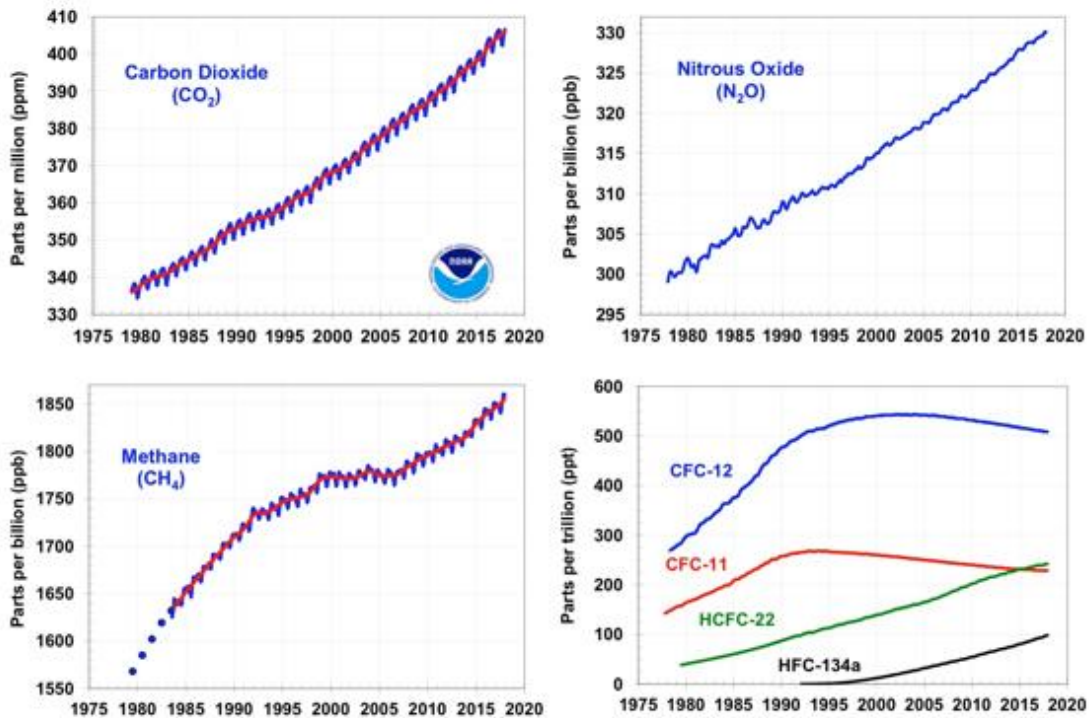 410
400
390
380
370
360
350
340
330
Parts per million (ppm)
Carbon Dioxide
(CO₂)
NOAA
1975 1980 1985 1990 1995 2000 2005 2010 2015 2020
330
325
320
315
310
305
300
295
Parts per billion (ppb)
Nitrous Oxide
(N₂O)
1975 1980 1985 1990 1995 2000 2005 2010 2015 2020
1850
1800
1750
1700
1650
1600
1550
Parts per billion (ppb)
Methane
(CH₄)
1975 1980 1985 1990 1995 2000 2005 2010 2015 2020
600
500
400
300
200
100
0
Parts per trillion (ppt)
CFC-12
CFC-11
HCFC-22
HFC-134a
1975 1980 1985 1990 1995 2000 2005 2010 2015 2020